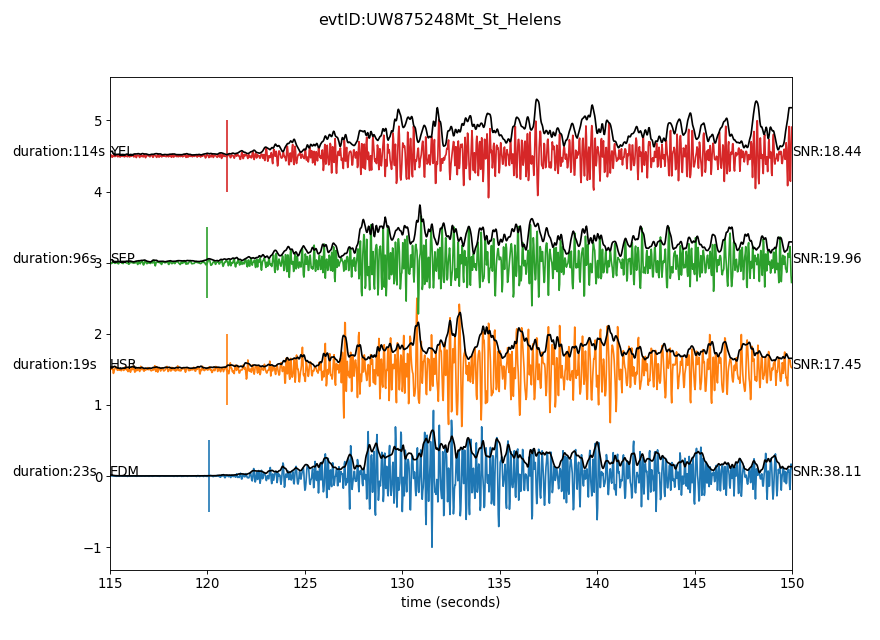 evtID:UW875248Mt_St_Helens
5
duration:114s YEL SNR:18.44
4
duration:96s SEP SNR:19.96
3
2
duration:19s HSR SNR:17.45
1
duration:23s EDM SNR:38.11
0
−1
115 120 125 130 135 140 145 150
time (seconds)